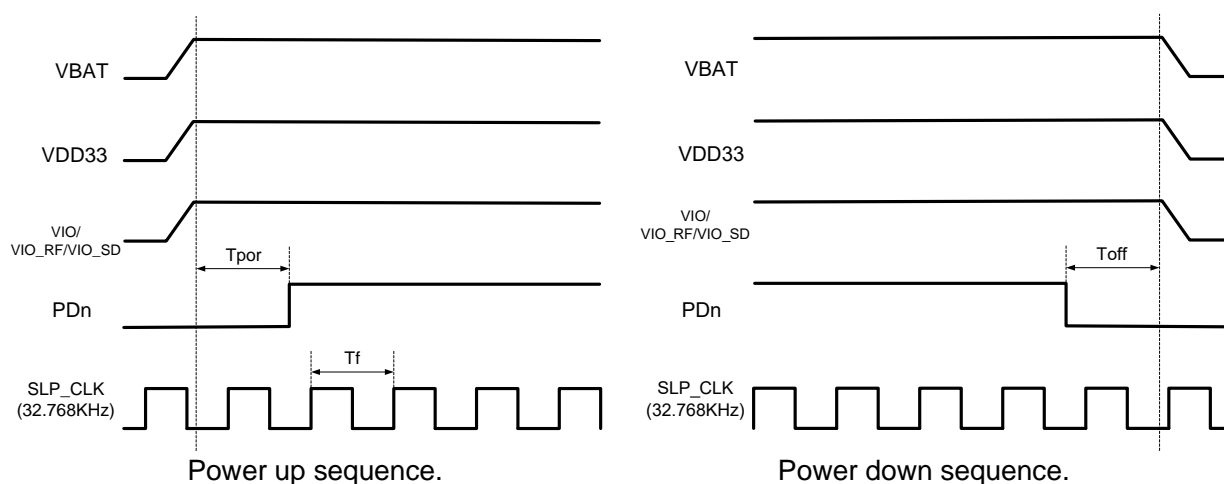 VBAT
VDD33
VIO/
VIO_RF/VIO_SD
Tpor
PDn
Tf
SLP_CLK
(32.768KHz)
Power up sequence.
VBAT
VDD33
VIO/
VIO_RF/VIO_SD
Toff
PDn
SLP_CLK
(32.768KHz)
Power down sequence.